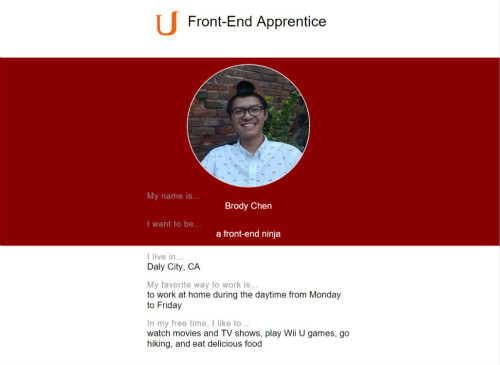 U Front-End Apprentice
My name is...
Brody Chen
I want to be...
a front-end ninja
I live in...
Daly City, CA
My favorite way to work is...
to work at home during the daytime from Monday
to Friday
In my free time, I like to...
watch movies and TV shows, play Wii U games, go
hiking, and eat delicious food